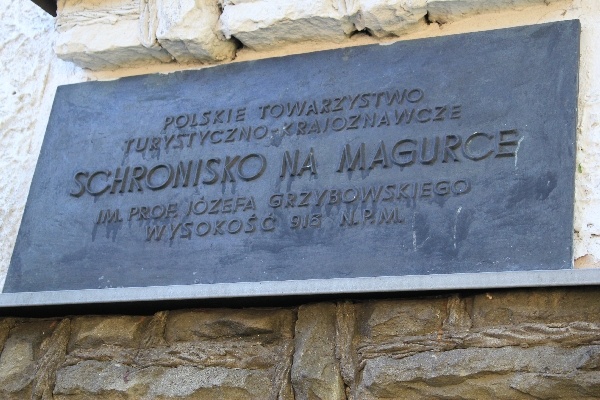 POLSKIE TOWARZYSTWO
TURYSTYCZNO-KRAJOZNAWCZE
SCHRONISKO NA MAGURCE
IM. PROF. JÓZEFA GRZYBOWSKIEGO
WYSOKOŚĆ 916 N.P.M.